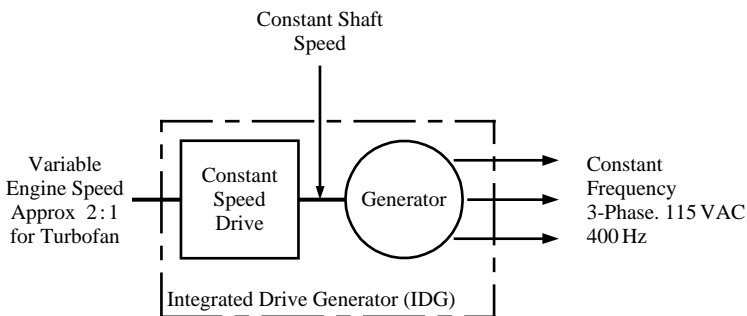 Constant Shaft
Speed
Variable
Engine Speed
Approx 2:1
for Turbofan
Constant
Speed
Drive
Generator
Constant
Frequency
3-Phase. 115 VAC
400 Hz
Integrated Drive Generator (IDG)